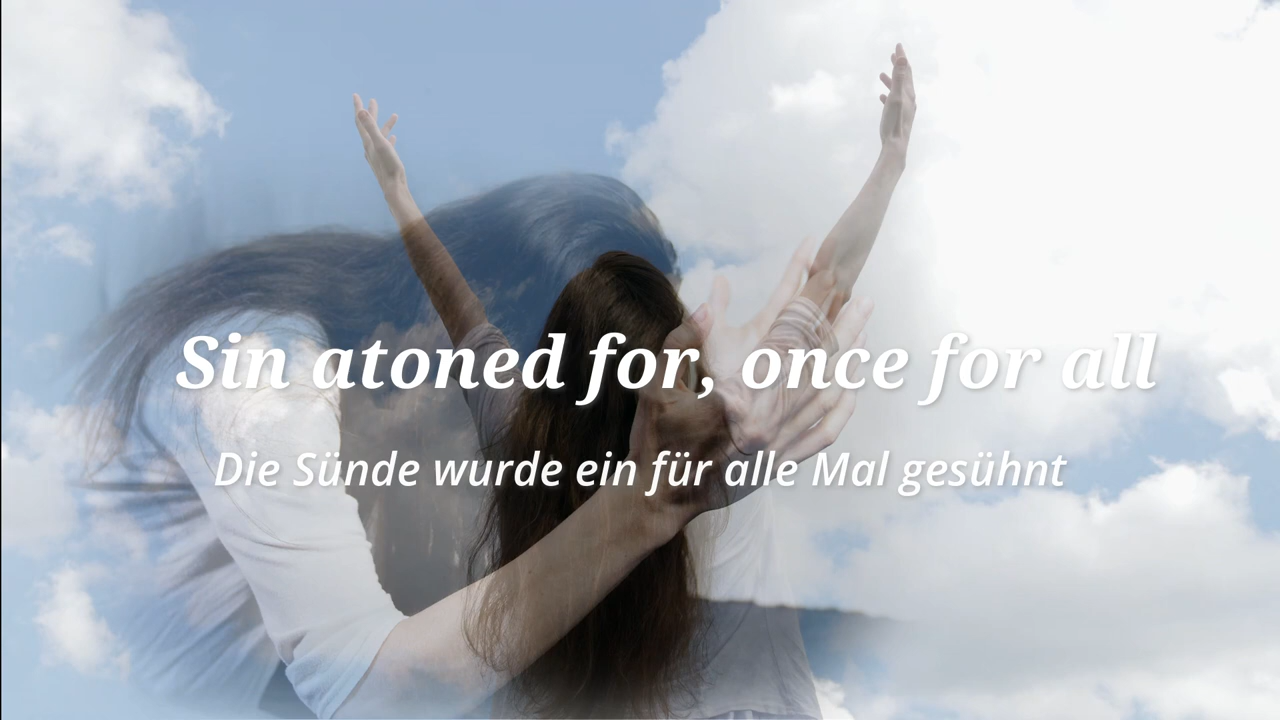 Sin atoned for, once for all
Die Sünde wurde ein für alle Mal gesühnt